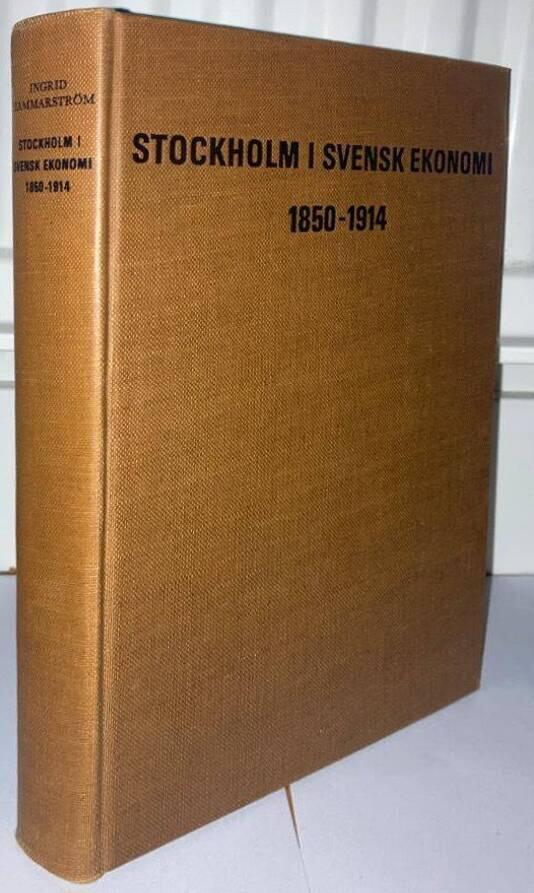 INGRID
HAMMARSTRÖM
STOCKHOLM I
SVENSK EKONOMI
1850-1914
STOCKHOLM I SVENSK EKONOMI
1850-1914